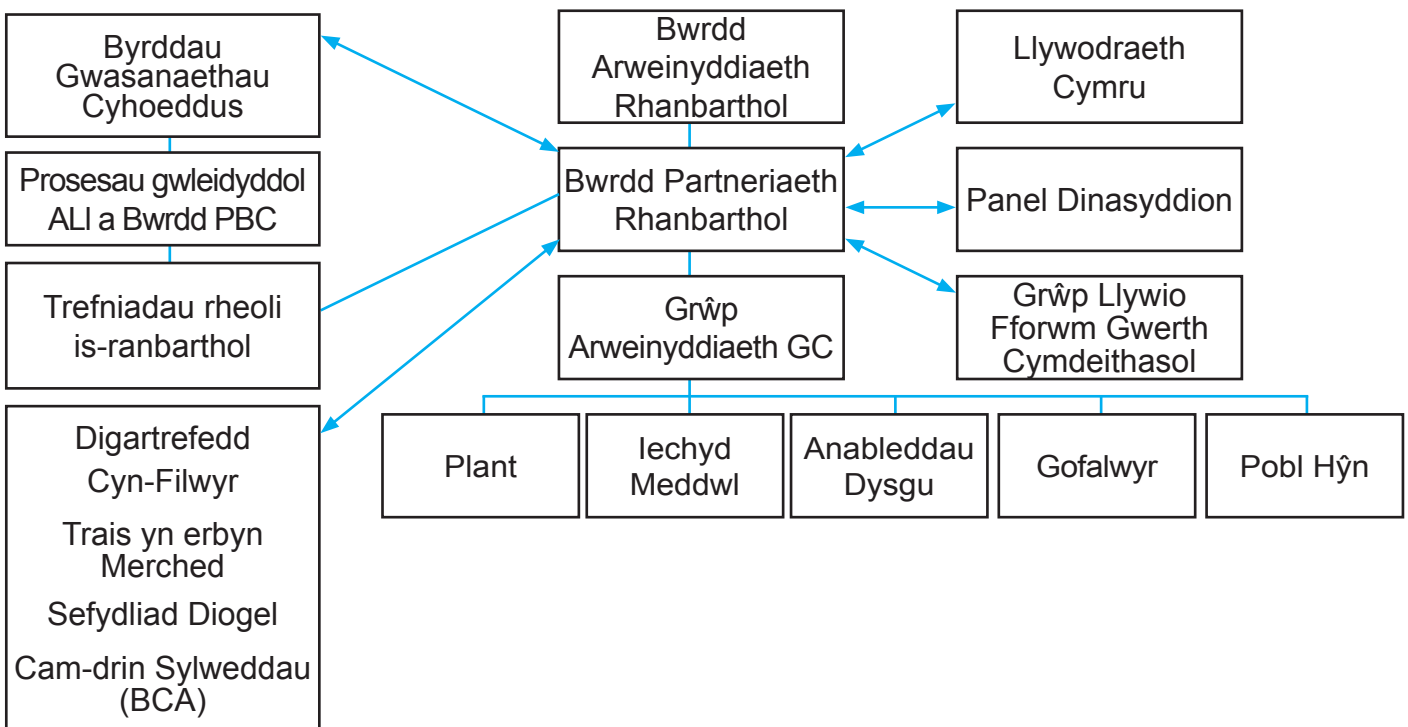 Byrddau
Gwasanaethau
Cyhoeddus
Prosesau gwleidyddol
ALl a Bwrdd PBC
Trefniadau rheoli
is-ranbarthol
Digartrefedd
Cyn-Filwyr
Trais yn erbyn
Merched
Sefydliad Diogel
Cam-drin Sylweddau
(BCA)
Bwrdd
Arweinyddiaeth
Rhanbarthol
Bwrdd Partneriaeth
Rhanbarthol
Grŵp
Arweinyddiaeth GC
Llywodraeth
Cymru
Panel Dinasyddion
Grŵp Llywio
Fforwm Gwerth
Cymdeithasol
Plant
Iechyd
Meddwl
Anableddau
Dysgu
Gofalwyr
Pobl Hŷn